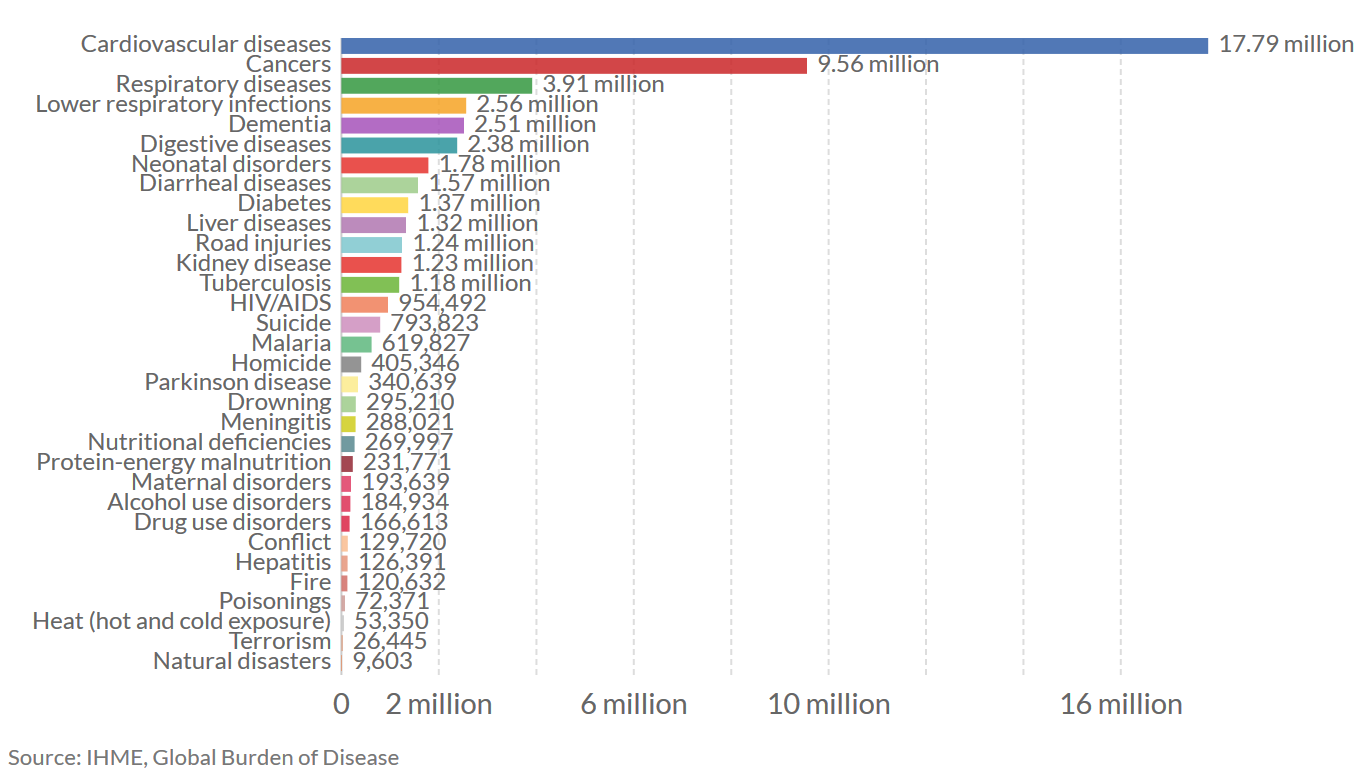 Cardiovascular diseases 17.79 million
Cancers 9.56 million
Respiratory diseases 3.91 million
Lower respiratory infections 2.56 million
Dementia 2.51 million
Digestive diseases 2.38 million
Neonatal disorders 1.78 million
Diarrheal diseases 1.57 million
Diabetes 1.37 million
Liver diseases 1.32 million
Road injuries 1.24 million
Kidney disease 1.23 million
Tuberculosis 1.18 million
HIV/AIDS 954,492
Suicide 793,823
Malaria 619,827
Homicide 405,346
Parkinson disease 340,639
Drowning 295,210
Meningitis 288,021
Nutritional deficiencies 269,997
Protein-energy malnutrition 231,771
Maternal disorders 193,639
Alcohol use disorders 184,934
Drug use disorders 166,613
Conflict 129,720
Hepatitis 126,391
Fire 120,632
Poisonings 72,371
Heat (hot and cold exposure) 53,350
Terrorism 26,445
Natural disasters 9,603
0 2 million 6 million 10 million 16 million
Source: IHME, Global Burden of Disease